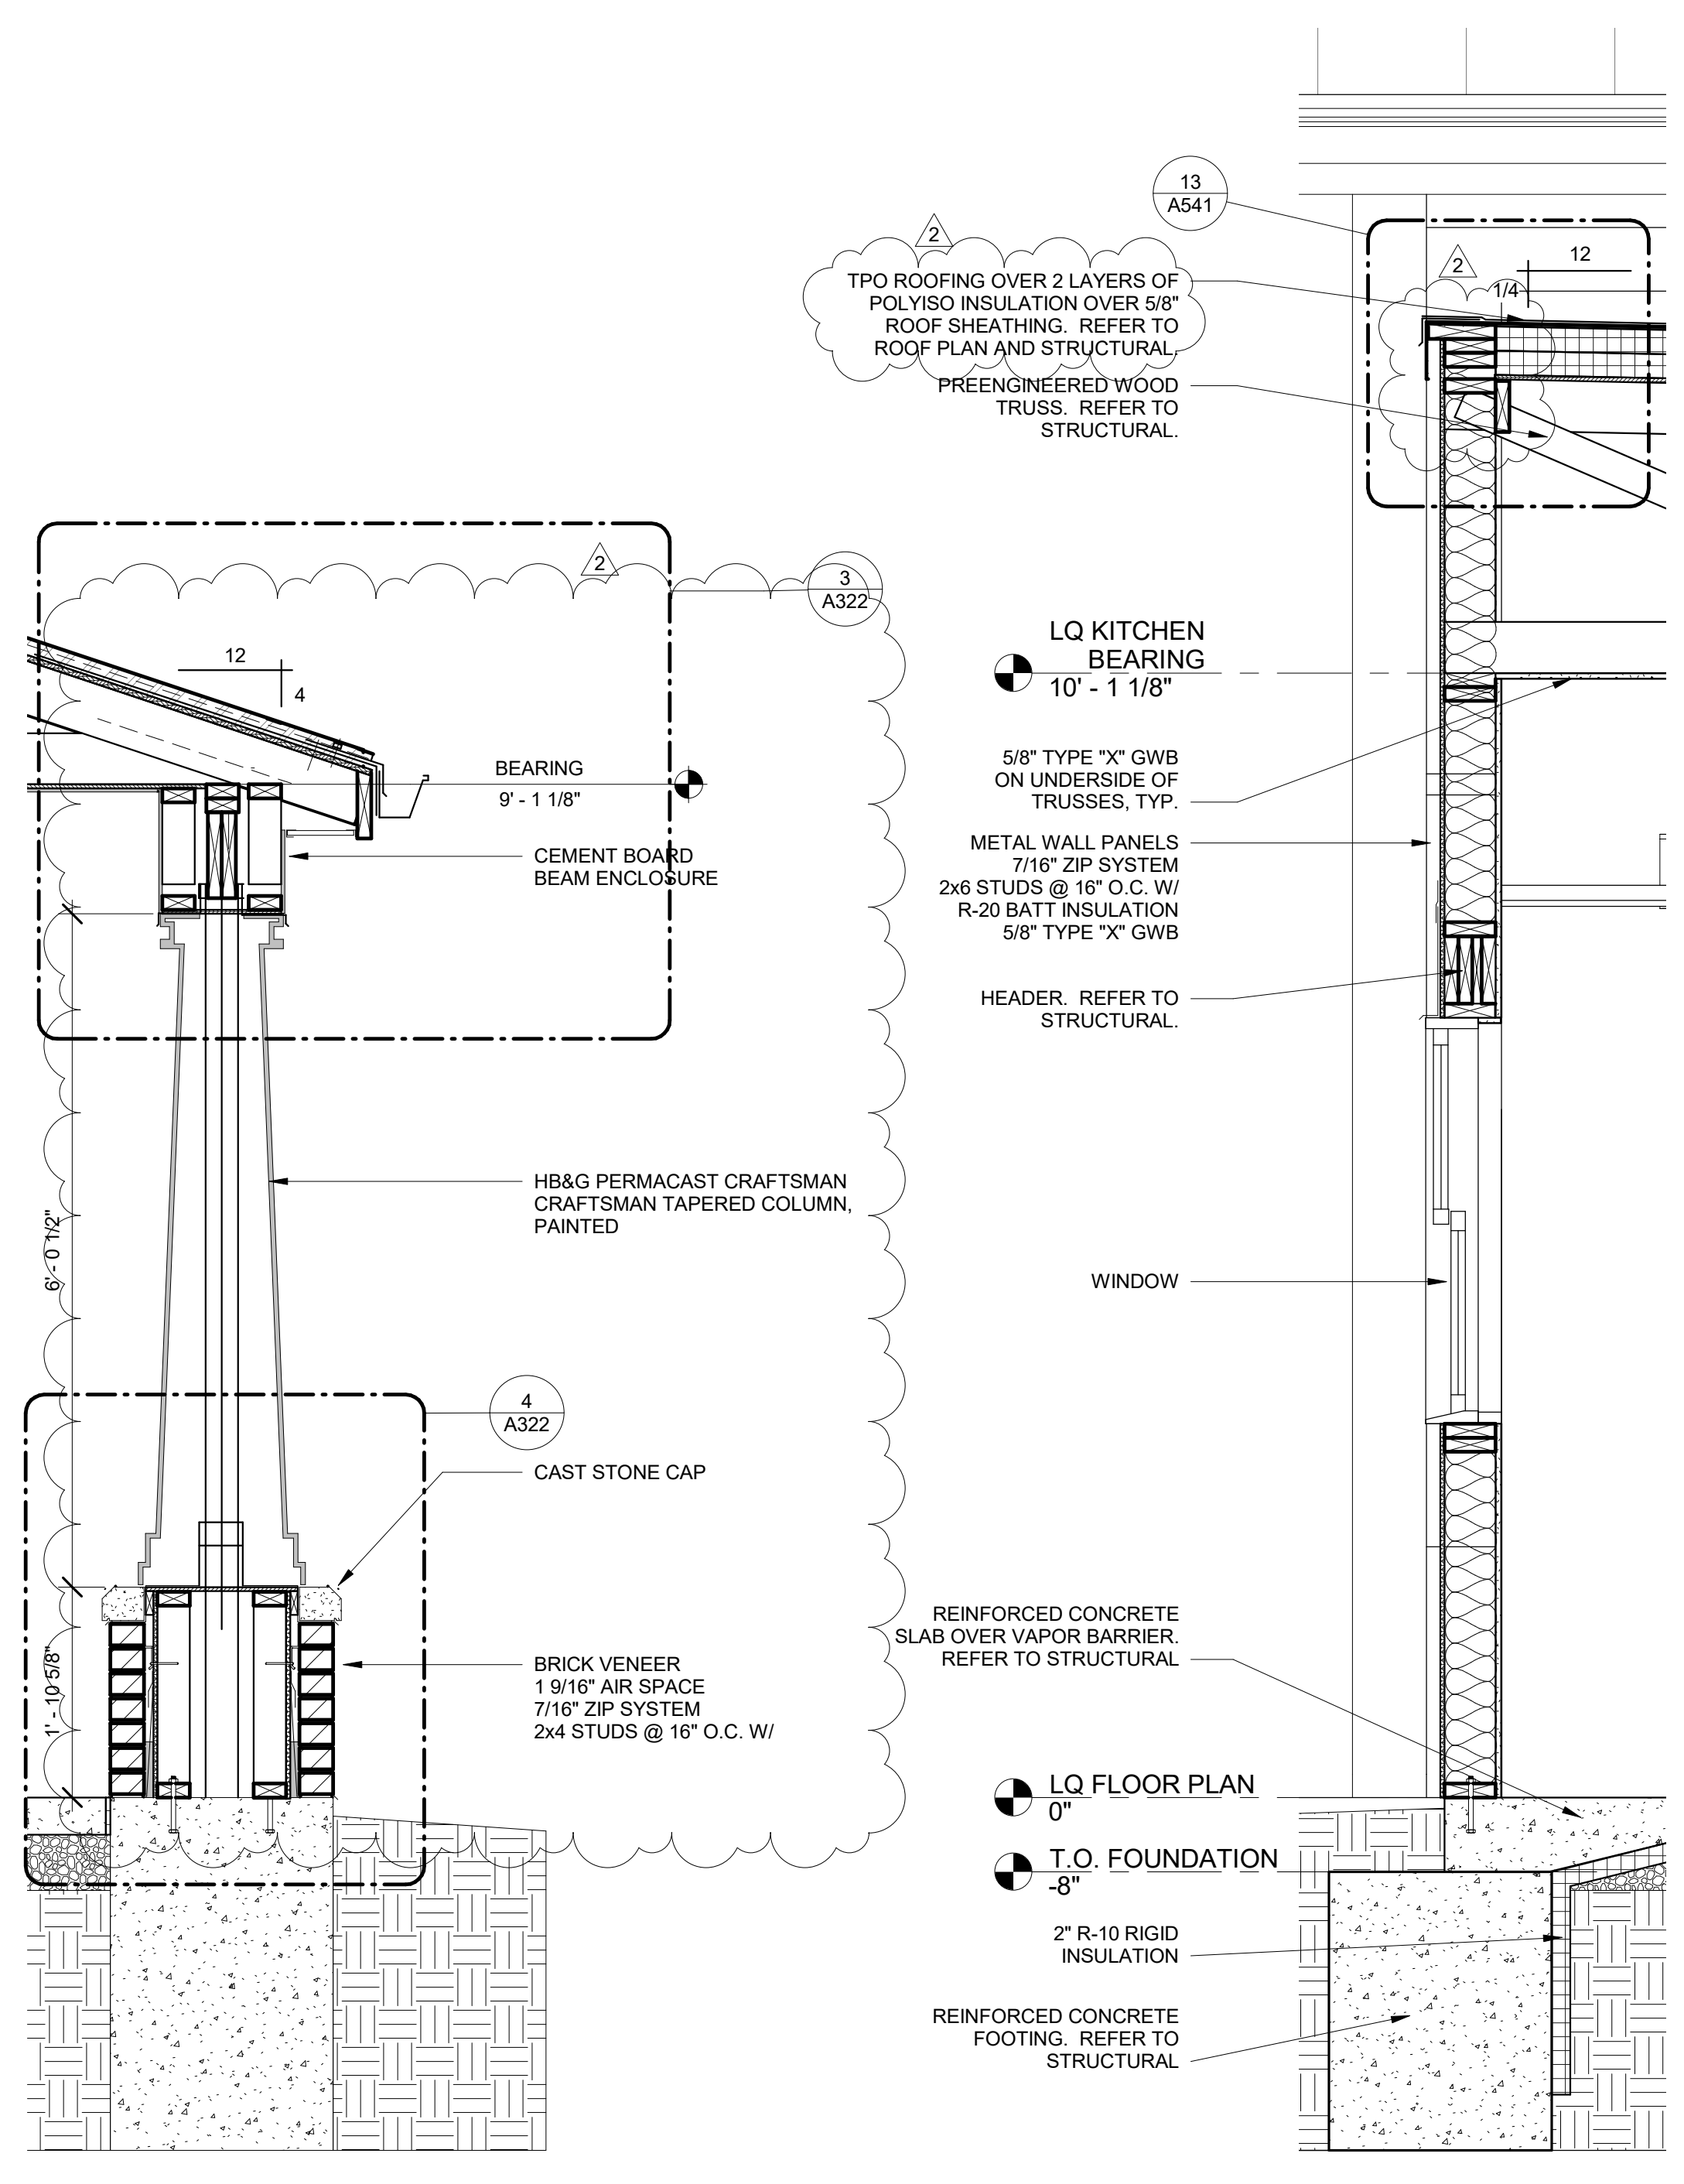 13
A541
2
TPO ROOFING OVER 2 LAYERS OF
POLYISO INSULATION OVER 5/8"
ROOF SHEATHING.  REFER TO
ROOF PLAN AND STRUCTURAL.
2
12
1/4
PREENGINEERED WOOD
TRUSS.  REFER TO
STRUCTURAL.
2
3
A322
12
4
BEARING
9' - 1 1/8"
CEMENT BOARD
BEAM ENCLOSURE
HB&G PERMACAST CRAFTSMAN
CRAFTSMAN TAPERED COLUMN,
PAINTED
6' - 0 1/2"
4
A322
CAST STONE CAP
1' - 10 5/8"
BRICK VENEER
1 9/16" AIR SPACE
7/16" ZIP SYSTEM
2x4 STUDS @ 16" O.C. W/
LQ KITCHEN
BEARING
10' - 1 1/8"
5/8" TYPE "X" GWB
ON UNDERSIDE OF
TRUSSES, TYP.
METAL WALL PANELS
7/16" ZIP SYSTEM
2x6 STUDS @ 16" O.C. W/
R-20 BATT INSULATION
5/8" TYPE "X" GWB
HEADER.  REFER TO
STRUCTURAL.
WINDOW
REINFORCED CONCRETE
SLAB OVER VAPOR BARRIER.
REFER TO STRUCTURAL
LQ FLOOR PLAN
0"
T.O. FOUNDATION
-8"
2" R-10 RIGID
INSULATION
REINFORCED CONCRETE
FOOTING.  REFER TO
STRUCTURAL